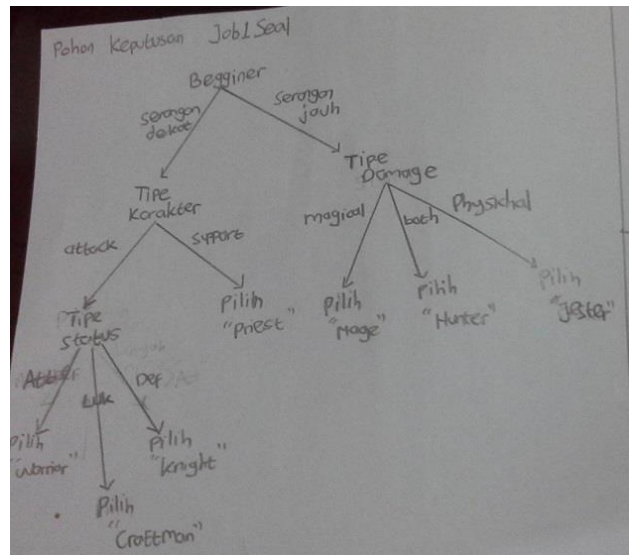 Pohon Keputusan Job1 Seal
Begginer
serangan
dekat
serangan
jauh
Tipe
Karakter
Tipe
Damage
attack
support
magical
both
Physichal
Tipe
Status
Pilih
"Priest"
Pilih
"Mage"
Pilih
"Hunter"
Pilih
"Jester"
Luk
Def
Pilih
"Warrior"
Pilih
"Knight"
Pilih
"Craftman"